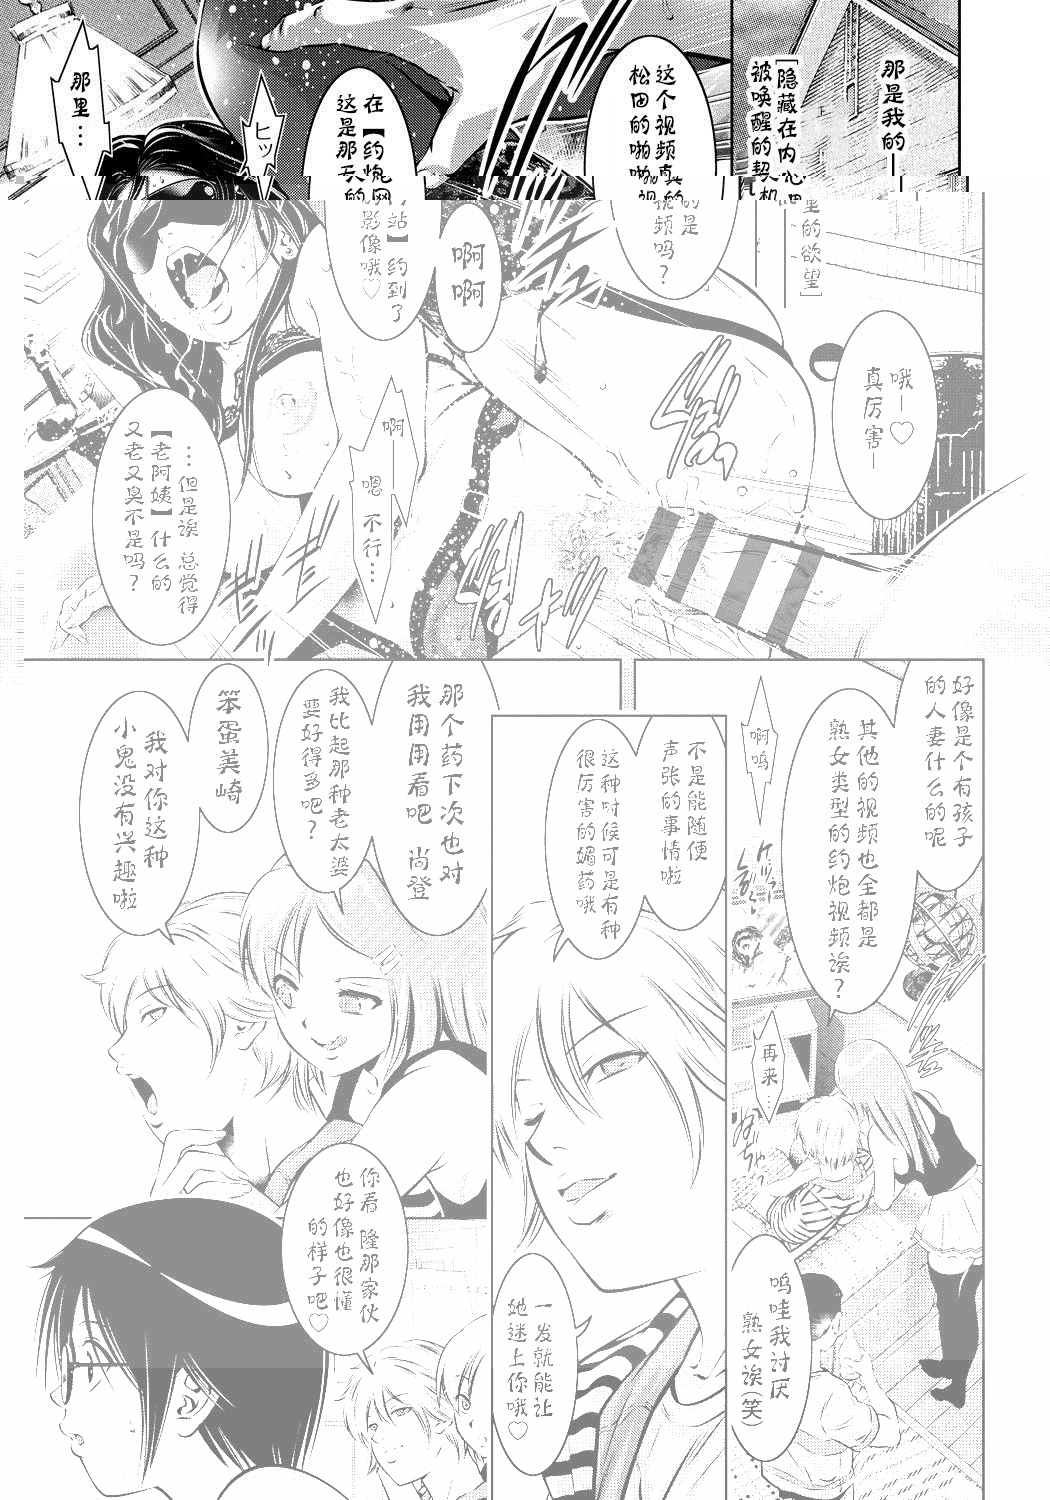 那是我的——
【隐藏在内心里的欲望】
被唤醒的契机
这个视频真的是
松田的啪啪视频吗?
在【约炮网站】约到了
这是那天的影像哦♡
ヒッ
那里…
啊
啊
哦—♡
真厉害—
啊——
嗯 不行…
…但是诶 总觉得
【老阿姨】什么的
又老又臭不是吗?
好像是个有孩子
的人妻什么的呢
其他的视频也全都是
熟女类型的约炮视频诶?
啊呜
再来…
呜哇我讨厌
熟女诶(笑)
不是能随便
声张的事情啦
这种时候可是有种
很厉害的媚药哦
一发就能让
她迷上你哦♡
那个药下次也对
我用用看吧 尚登
我比起那种老太婆
要好得多吧?
笨蛋美崎
我对你这种
小鬼没有兴趣啦
你看 隆那家伙
也好像也很懂
的样子吧♡